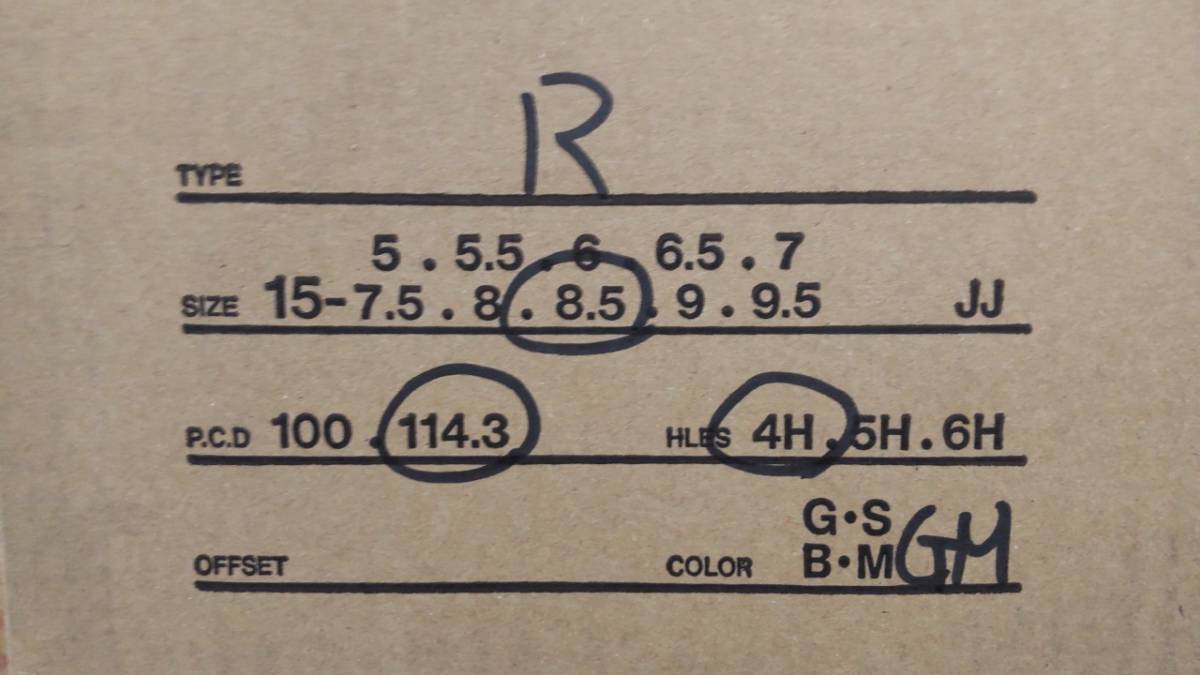 TYPE R
5 . 5.5 . 6 . 6.5 . 7
SIZE 15-7.5 . 8 . 8.5 . 9 . 9.5 JJ
P.C.D 100 . 114.3 HLES 4H . 5H . 6H
G•S
OFFSET COLOR B•M GM